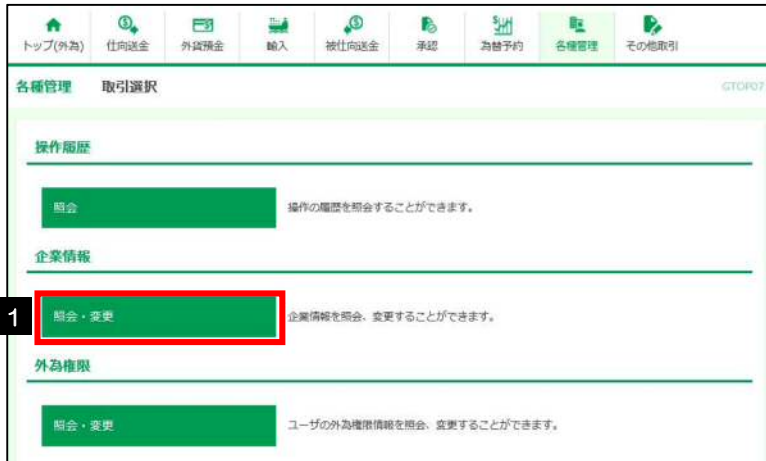 トップ(外為) 仕向送金 外貨預金 輸入 被仕向送金 承認 為替予約 各種管理 その他取引
各種管理 取引選択 GTOP07
操作履歴
照会 操作の履歴を照会することができます。
企業情報
1 照会・変更 企業情報を照会、変更することができます。
外為権限
照会・変更 ユーザの外為権限情報を照会、変更することができます。